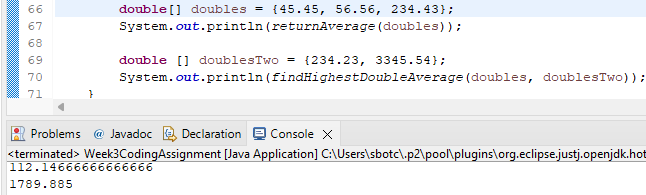 66 double[] doubles = {45.45, 56.56, 234.43};
67 System.out.println(returnAverage(doubles));
68
69 double [] doublesTwo = {234.23, 3345.54};
70 System.out.println(findHighestDoubleAverage(doubles, doublesTwo));
71 }
Problems @ Javadoc Declaration Console
<terminated> Week3CodingAssignment [Java Application] C:\Users\sbotc\.p2\pool\plugins\org.eclipse.justj.openjdk.hot
112.14666666666666
1789.885